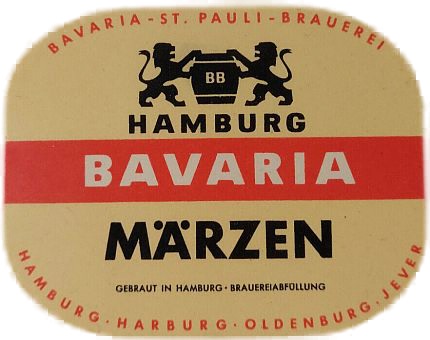 BAVARIA-ST. PAULI-BRAUEREI
BB
HAMBURG
BAVARIA
MÄRZEN
GEBRAUT IN HAMBURG · BRAUEREIABFÜLLUNG
HAMBURG · HARBURG · OLDENBURG · JEVER